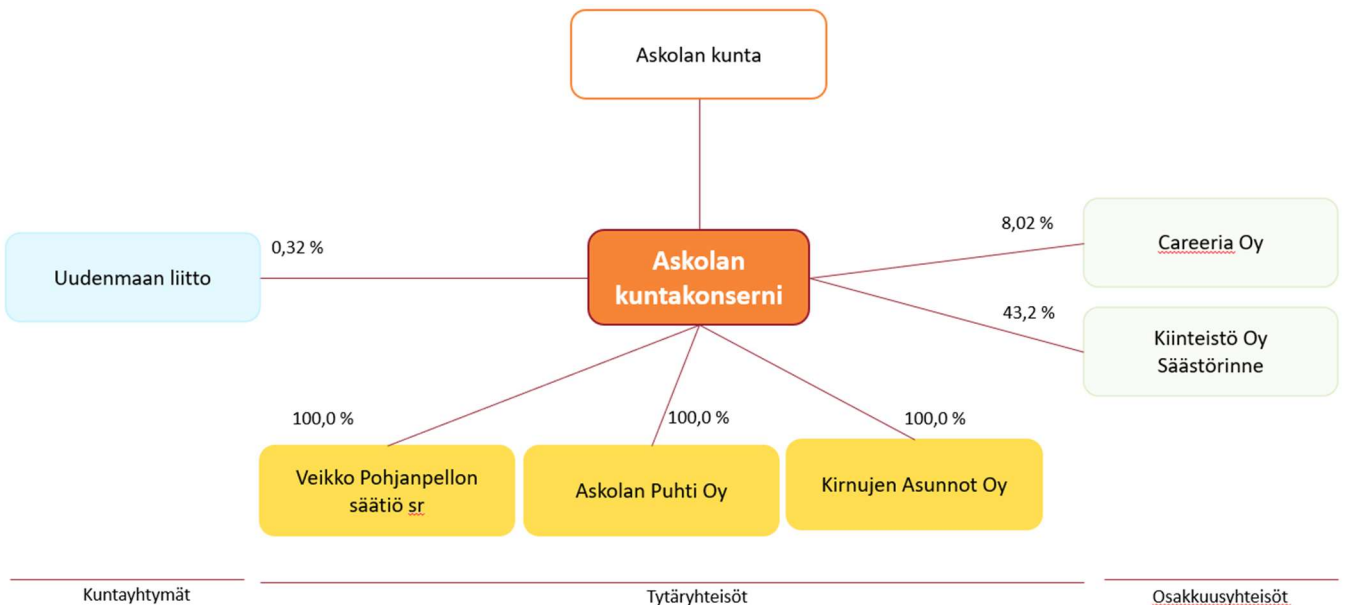 Askolan kunta
Uudenmaan liitto
0,32 %
Askolan
kuntakonserni
8,02 %
Careeria Oy
43,2 %
Kiinteistö Oy
Säästörinne
100,0 %
100,0 %
100,0 %
Veikko Pohjanpellon
säätiö sr
Askolan Puhti Oy
Kirnujen Asunnot Oy
Kuntayhtymät
Tytäryhteisöt
Osakkuusyhteisöt